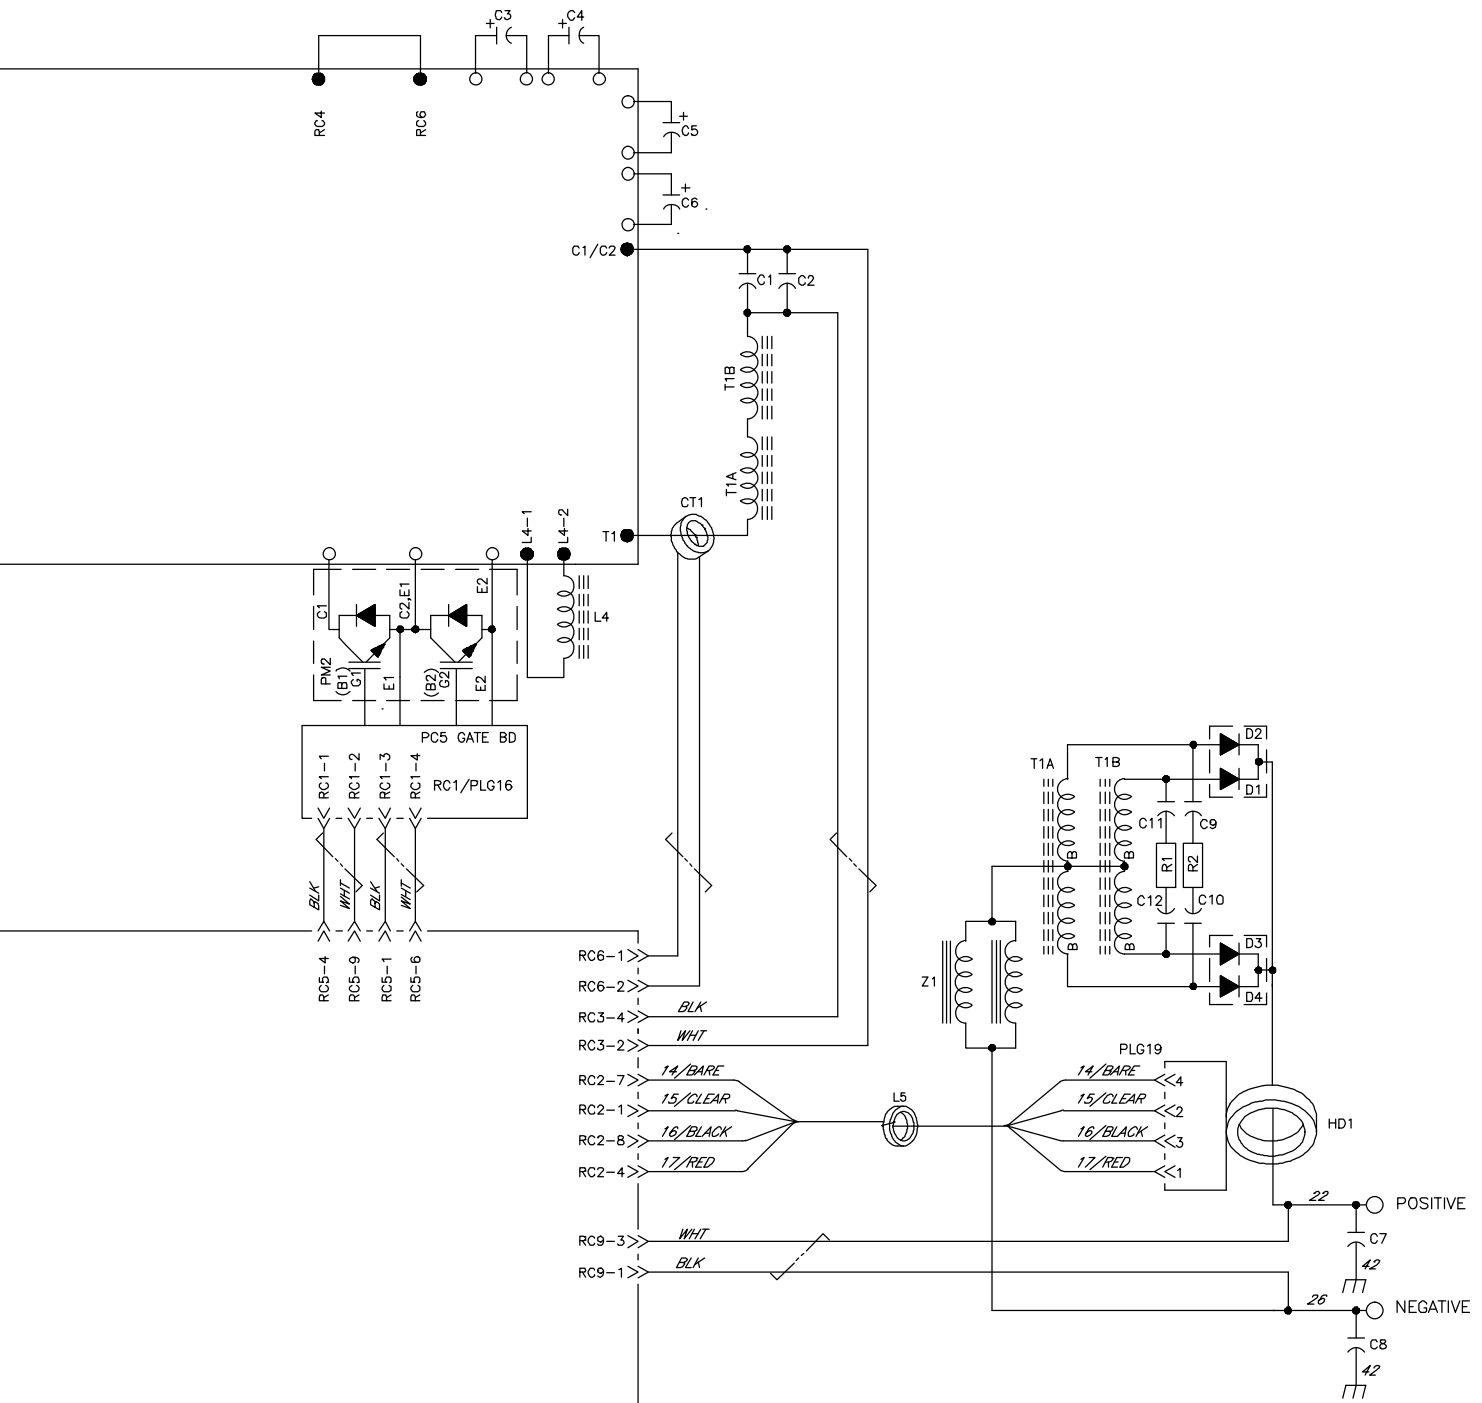 C3
+
C4
+
RC4
RC6
+
C5
+
C6
C1/C2
C1
C2
T1B
T1A
CT1
T1
L4-1
L4-2
L4
C1
C2,E1
E2
PM2
(B1)
G1
E1
(B2)
G2
E2
PC5 GATE BD
RC1-1
RC1-2
RC1-3
RC1-4
RC1/PLG16
BLK
WHT
BLK
WHT
RC5-4
RC5-9
RC5-1
RC5-6
T1A
T1B
D2
D1
C11
C9
B
B
R1
R2
C12
C10
B
B
D3
D4
Z1
RC6-1
RC6-2
RC3-4
BLK
RC3-2
WHT
RC2-7
14/BARE
RC2-1
15/CLEAR
RC2-8
16/BLACK
RC2-4
17/RED
L5
PLG19
14/BARE
4
15/CLEAR
2
16/BLACK
3
17/RED
1
HD1
22
POSITIVE
RC9-3
WHT
C7
RC9-1
BLK
42
26
NEGATIVE
C8
42